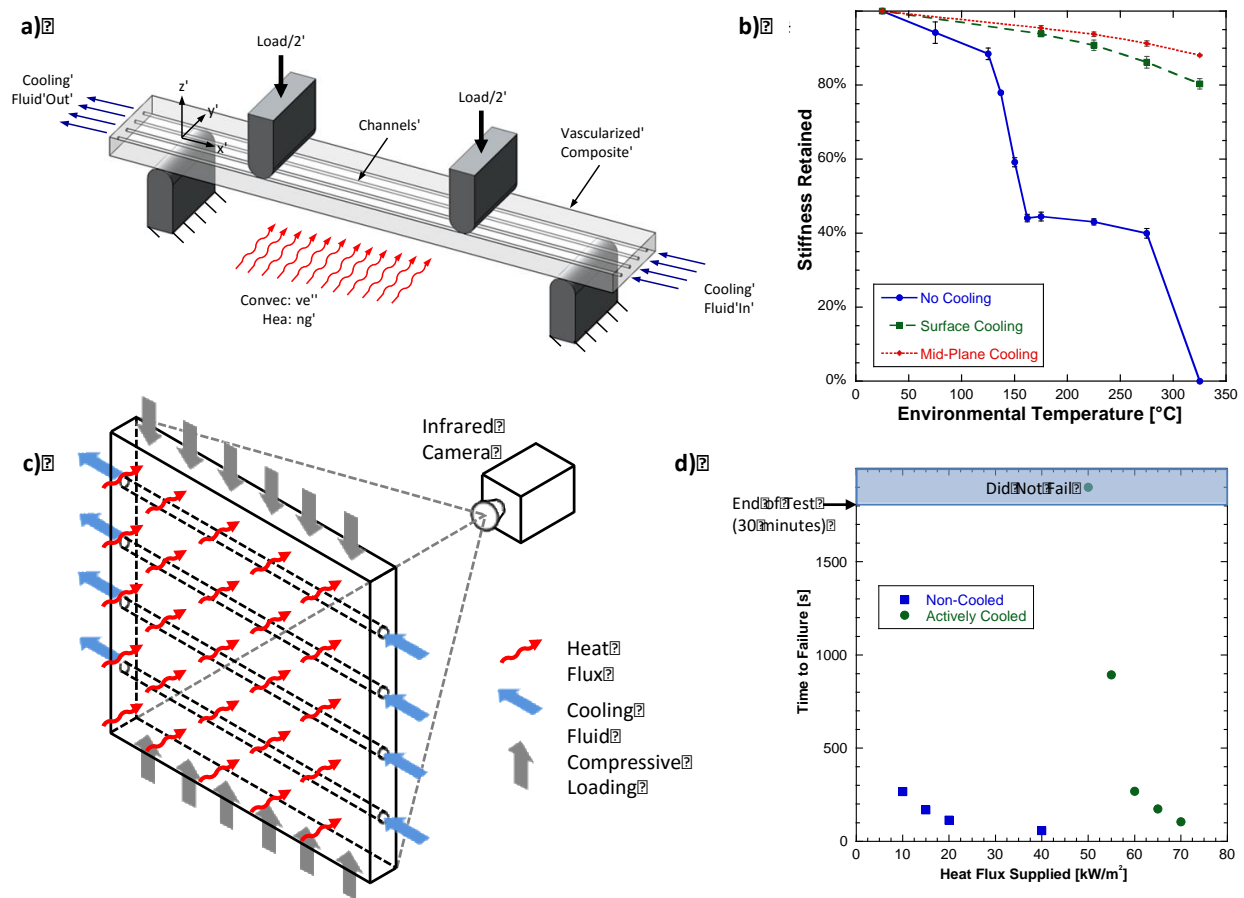 a)
Load/2'
Cooling'
Fluid'Out'
z'
y'
x'
Load/2'
Channels'
Vascularized'
Composite'
Convec: ve''
Hea: ng'
Cooling'
Fluid'In'
b)
Stiffness Retained
80%
60%
40%
20%
0%
No Cooling
Surface Cooling
Mid-Plane Cooling
0 50 100 150 200 250 300 350
Environmental Temperature [°C]
c)
Infrared
Camera
Heat
Flux
Cooling
Fluid
Compressive
Loading
d)
Did Not Fail
End of Test
(30 minutes)
Time to Failure [s]
1500
1000
500
0
Non-Cooled
Actively Cooled
0 10 20 30 40 50 60 70 80
Heat Flux Supplied [kW/m²]